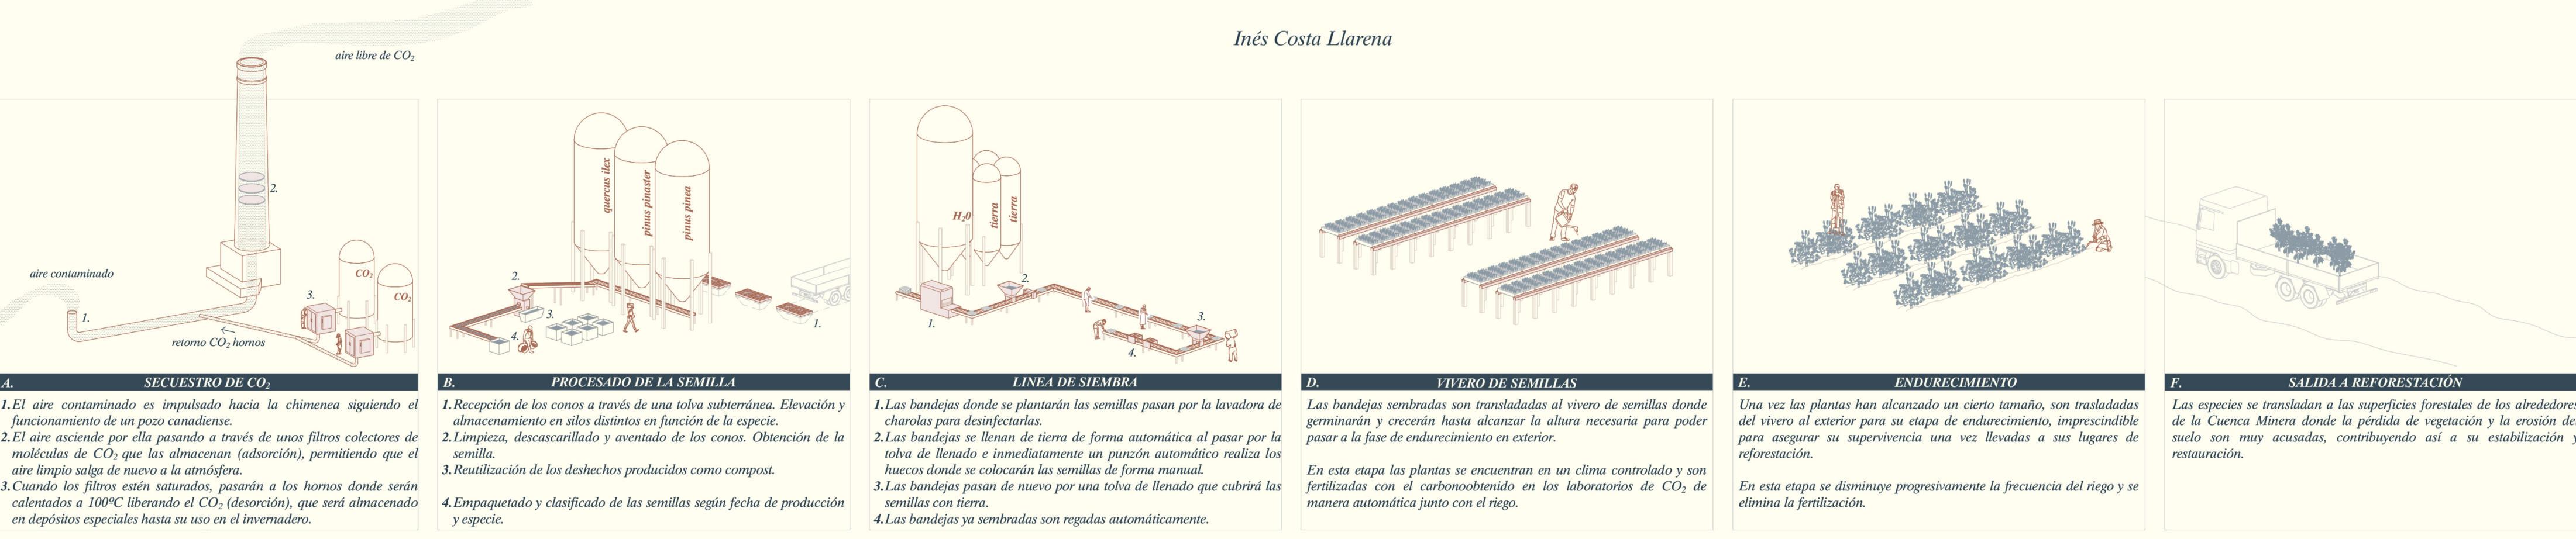 Inés Costa Llarena
aire libre de CO₂
2.
aire contaminado
1.
retorno CO₂ hornos
3.
CO₂
CO₂
A. SECUESTRO DE CO₂
1.El aire contaminado es impulsado hacia la chimenea siguiendo el
funcionamiento de un pozo canadiense.
2.El aire asciende por ella pasando a través de unos filtros colectores de
moléculas de CO₂ que las almacenan (adsorción), permitiendo que el
aire limpio salga de nuevo a la atmósfera.
3.Cuando los filtros estén saturados, pasarán a los hornos donde serán
calentados a 100ºC liberando el CO₂ (desorción), que será almacenado
en depósitos especiales hasta su uso en el invernadero.
quercus ilex
pinus pinaster
pinus pinea
2.
3.
4.
1.
B. PROCESADO DE LA SEMILLA
1.Recepción de los conos a través de una tolva subterránea. Elevación y
almacenamiento en silos distintos en función de la especie.
2.Limpieza, descascarillado y aventado de los conos. Obtención de la
semilla.
3.Reutilización de los deshechos producidos como compost.
4.Empaquetado y clasificado de las semillas según fecha de producción
y especie.
H₂0
tierra
tierra
1.
2.
3.
4.
C. LINEA DE SIEMBRA
1.Las bandejas donde se plantarán las semillas pasan por la lavadora de
charolas para desinfectarlas.
2.Las bandejas se llenan de tierra de forma automática al pasar por la
tolva de llenado e inmediatamente un punzón automático realiza los
huecos donde se colocarán las semillas de forma manual.
3.Las bandejas pasan de nuevo por una tolva de llenado que cubrirá las
semillas con tierra.
4.Las bandejas ya sembradas son regadas automáticamente.
D. VIVERO DE SEMILLAS
Las bandejas sembradas son transladadas al vivero de semillas donde
germinarán y crecerán hasta alcanzar la altura necesaria para poder
pasar a la fase de endurecimiento en exterior.
En esta etapa las plantas se encuentran en un clima controlado y son
fertilizadas con el carbonoobtenido en los laboratorios de CO₂ de
manera automática junto con el riego.
E. ENDURECIMIENTO
Una vez las plantas han alcanzado un cierto tamaño, son trasladadas
del vivero al exterior para su etapa de endurecimiento, imprescindible
para asegurar su supervivencia una vez llevadas a sus lugares de
reforestación.
En esta etapa se disminuye progresivamente la frecuencia del riego y se
elimina la fertilización.
F. SALIDA A REFORESTACIÓN
Las especies se transladan a las superficies forestales de los alrededores
de la Cuenca Minera donde la pérdida de vegetación y la erosión del
suelo son muy acusadas, contribuyendo así a su estabilización y
restauración.